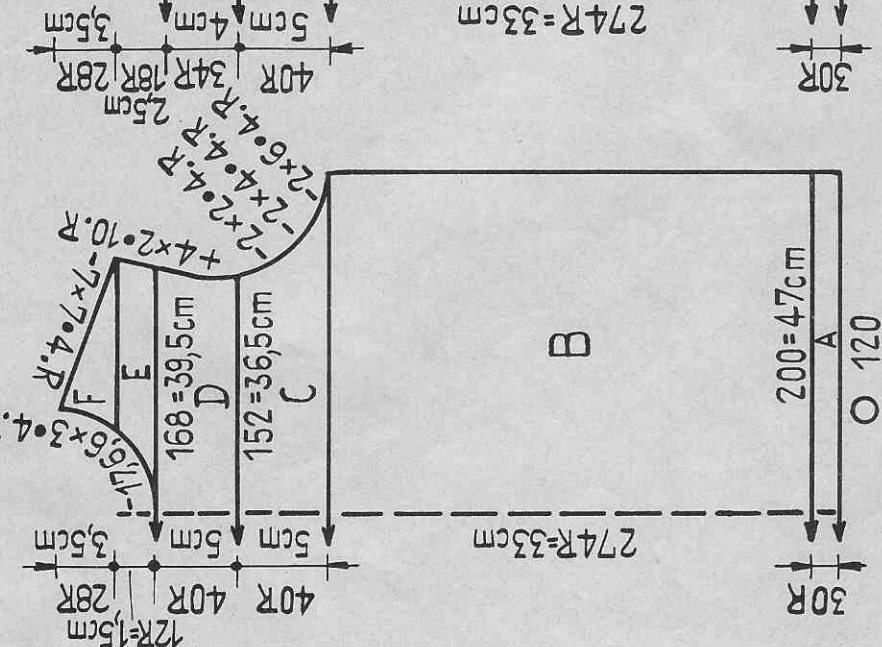 3,5cm
4cm
5cm
274R=33cm
28R
18R
34R
40R
30R
2,5cm
-2×2•4.R
-2×4•4.R
-2×6•4.R
+4×2•10.R
-7×7•4.R
-17,6,6×3•4.
F
E
168=39,5cm
D
152=36,5cm
C
B
200=47cm
A
O 120
3,5cm
5cm
5cm
274R=33cm
28R
40R
40R
30R
12R=1,5cm